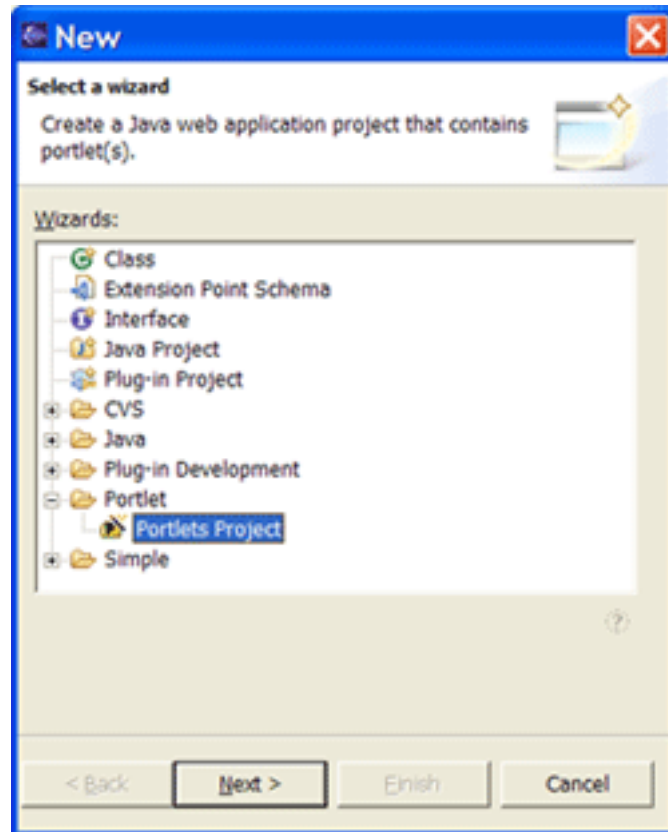 New
Select a wizard
Create a Java web application project that contains
portlet(s).
Wizards:
Class
Extension Point Schema
Interface
Java Project
Plug-in Project
CVS
Java
Plug-in Development
Portlet
Portlets Project
Simple
?
< Back Next > Finish Cancel